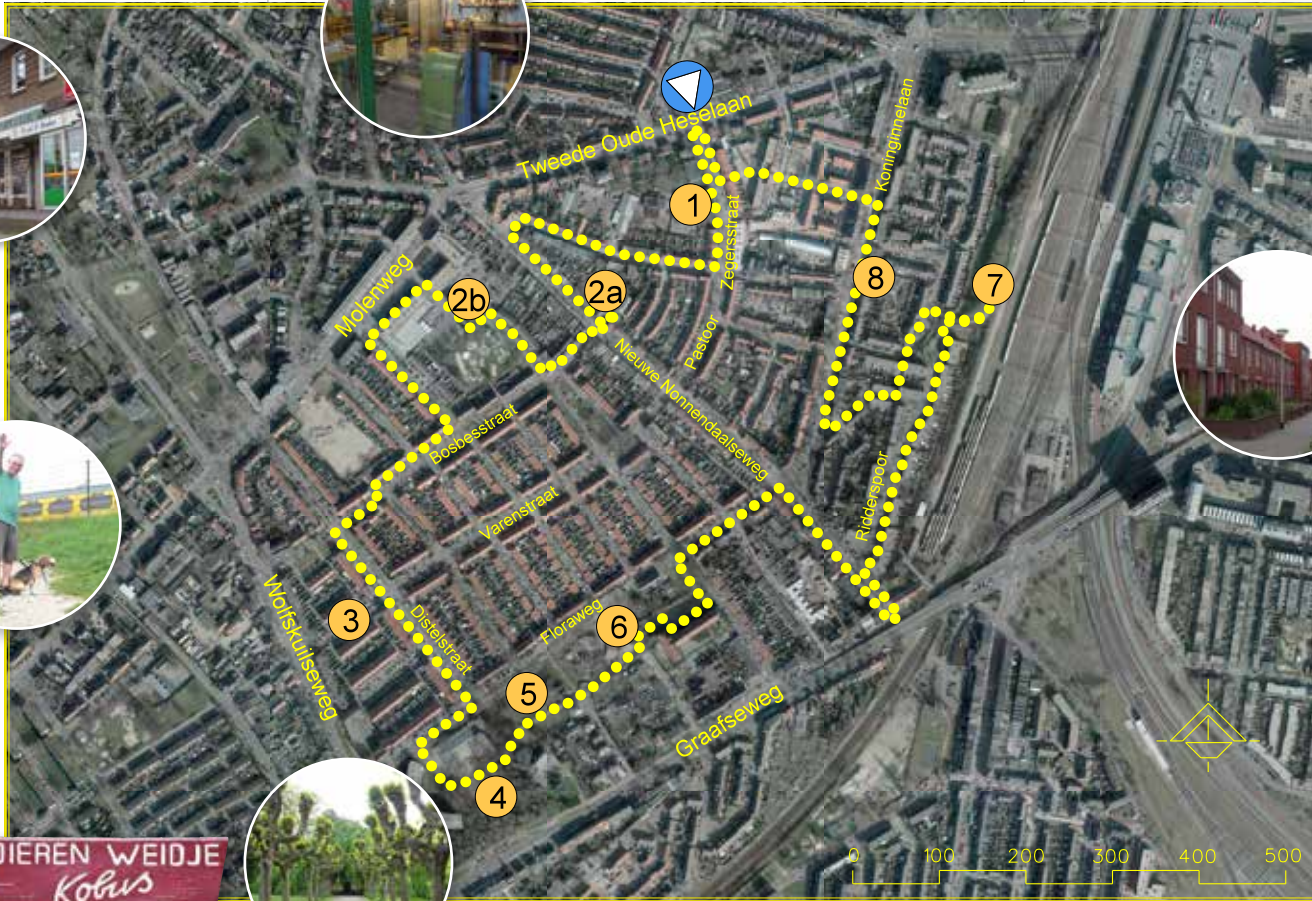 Tweede Oude Heselaan
Koninginnelaan
1
Zegersstraat
8
7
Molenweg
2b
2a
Pastoor
Nieuwe Nonnendaalseweg
Bosbesstraat
Varenstraat
Ridderspoor
Wolfskuilseweg
3
Distelstraat
Floraweg
6
5
Graafseweg
4
DIEREN WEIDJE
Kobus
0 100 200 300 400 500